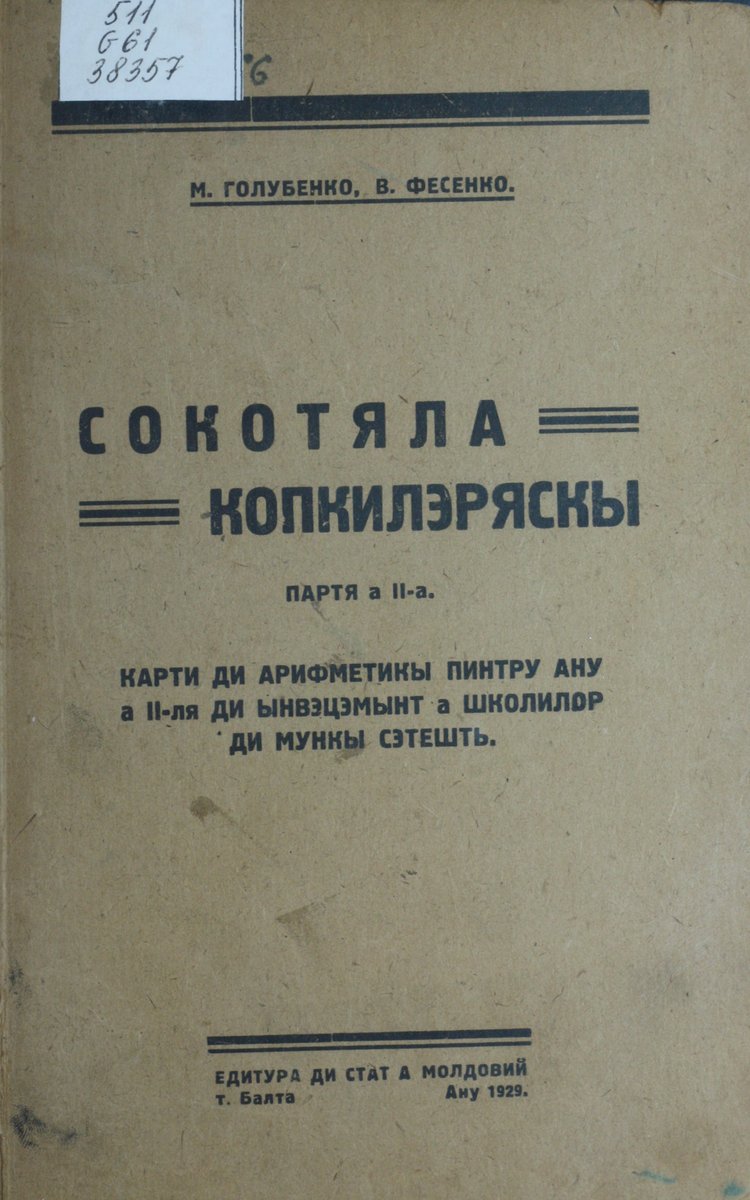 511
G61
38357
6
М. ГОЛУБЕНКО, В. ФЕСЕНКО.
СОКОТЯЛА
КОПКИЛЭРЯСКЫ
ПАРТЯ а II-а.
КАРТИ ДИ АРИФМЕТИКЫ ПИНТРУ АНУ
а II-ля ДИ ЫНВЭЦЭМЫНТ а ШКОЛИЛОР
ДИ МУНКЫ СЭТЕШТЬ.
ЕДИТУРА ДИ СТАТ А МОЛДОВИЙ
т. Балта Ану 1929.